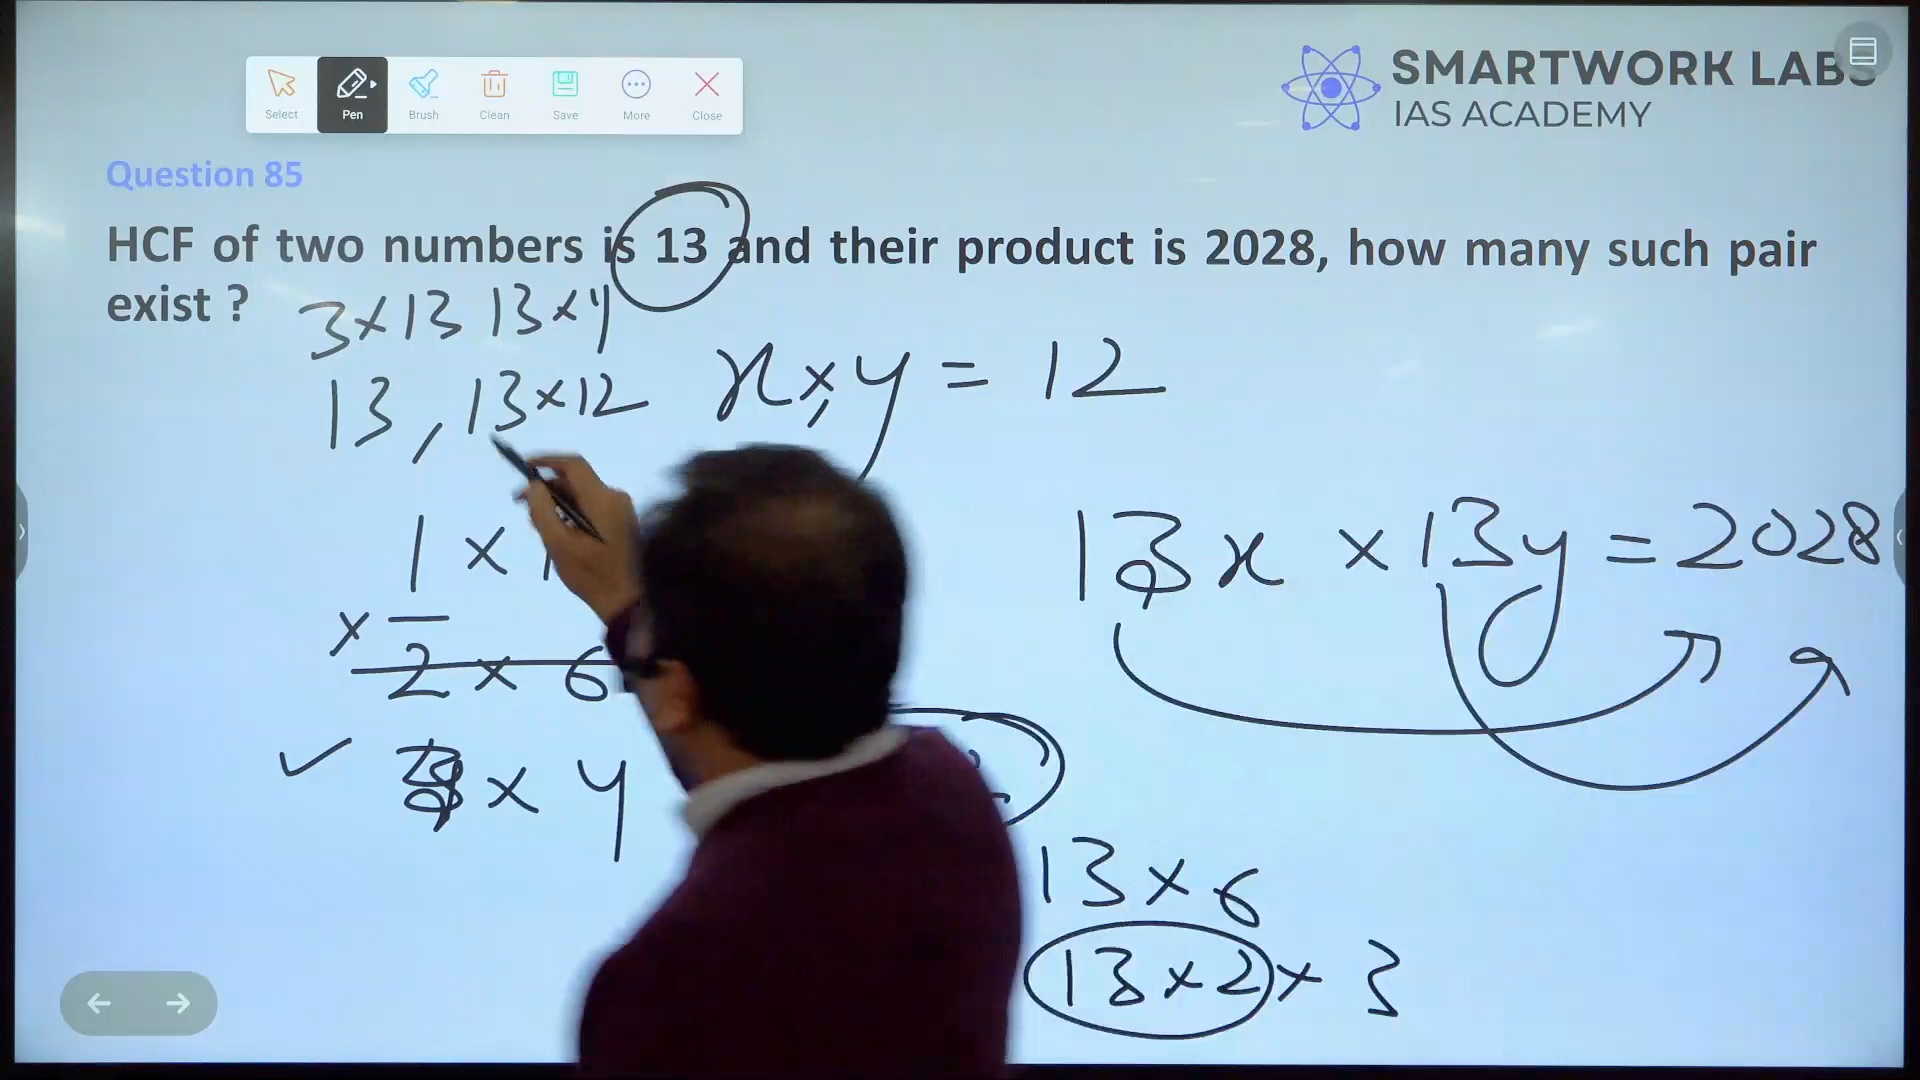 Select Pen Brush Clean Save More Close
SMARTWORK LABS
IAS ACADEMY
Question 85
HCF of two numbers is 13 and their product is 2028, how many such pair
exist ?
3 × 13 13 × 4
13 , 13 × 12
x × y = 12
13x × 13y = 2028
1 ×
× 2 × 6
✓ 3 × 4
13 × 6
13 × 2 × 3